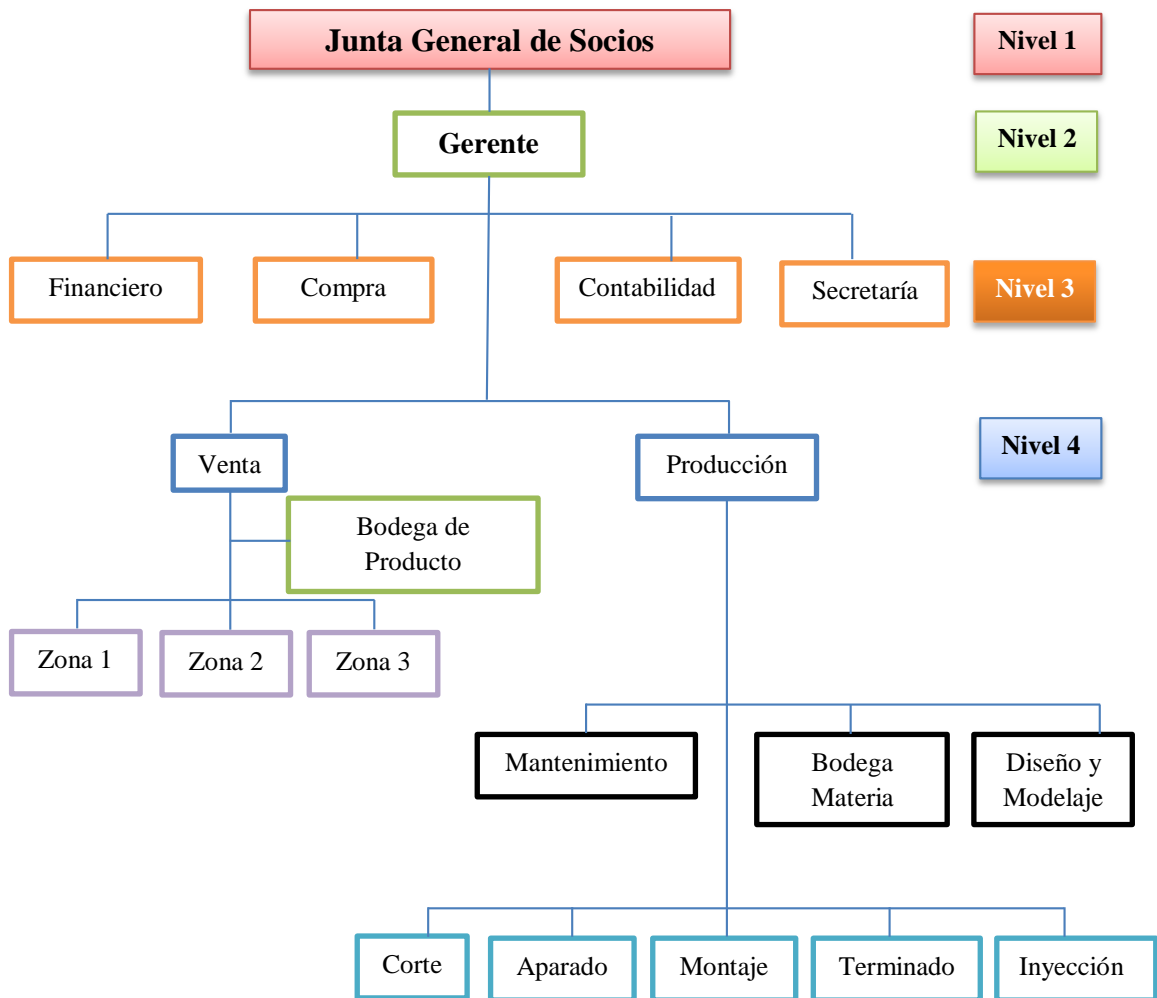 Junta General de Socios
Nivel 1
Gerente
Nivel 2
Financiero
Compra
Contabilidad
Secretaría
Nivel 3
Venta
Producción
Nivel 4
Bodega de
Producto
Zona 1
Zona 2
Zona 3
Mantenimiento
Bodega
Materia
Diseño y
Modelaje
Corte
Aparado
Montaje
Terminado
Inyección